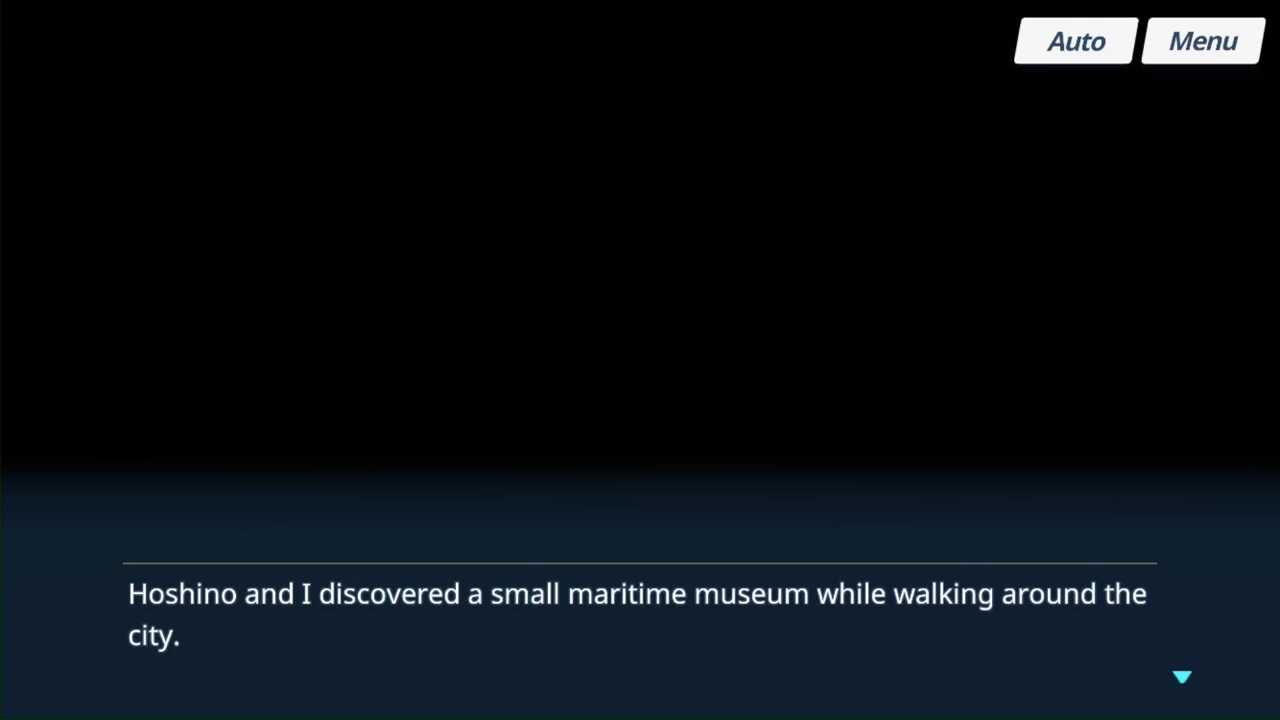 Auto Menu
Hoshino and I discovered a small maritime museum while walking around the
city.